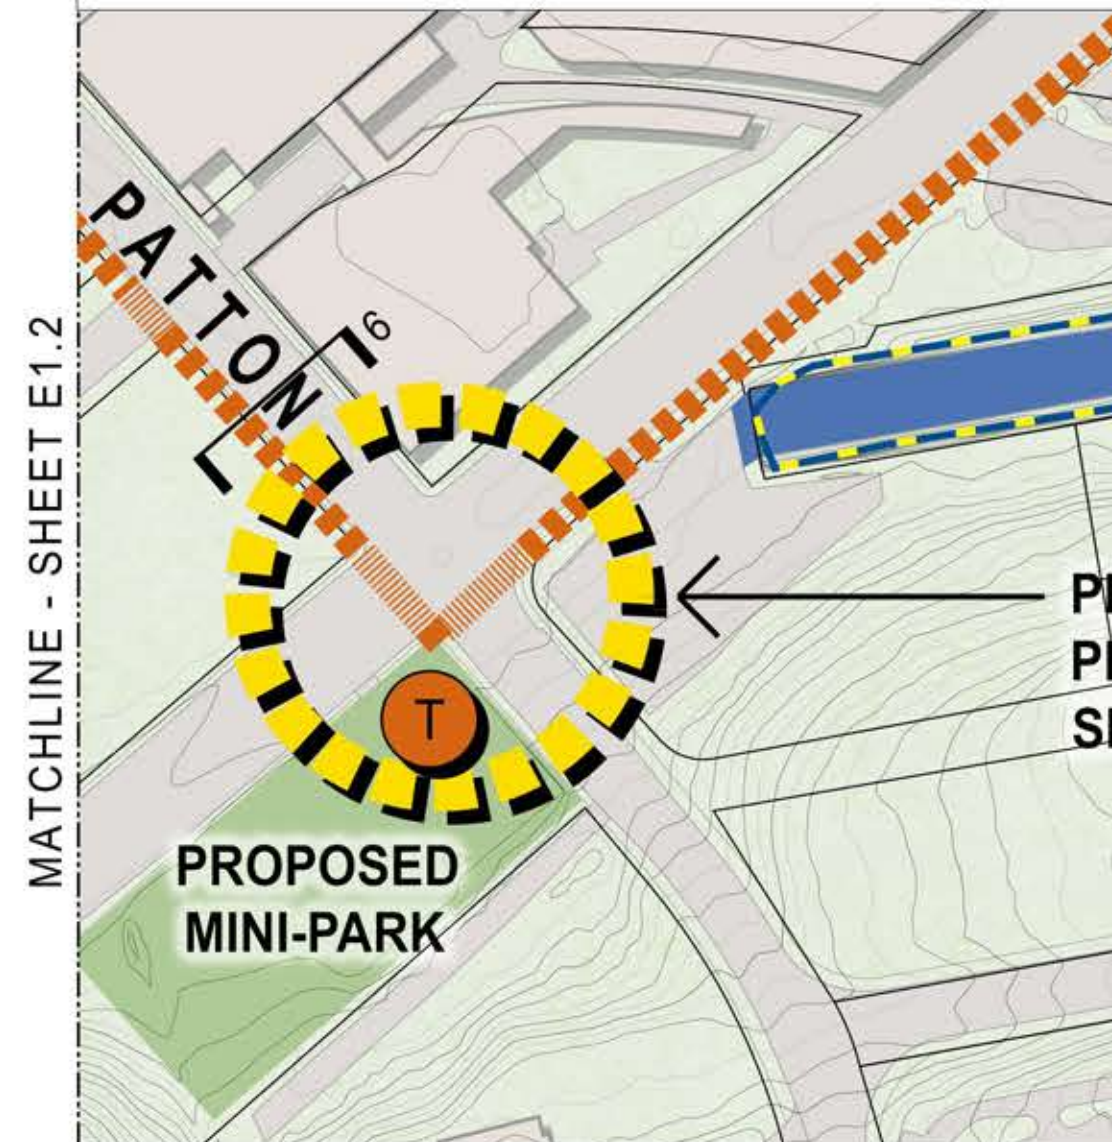 MATCHLINE - SHEET E1.2
PATTON
6
T
PROPOSED
MINI-PARK